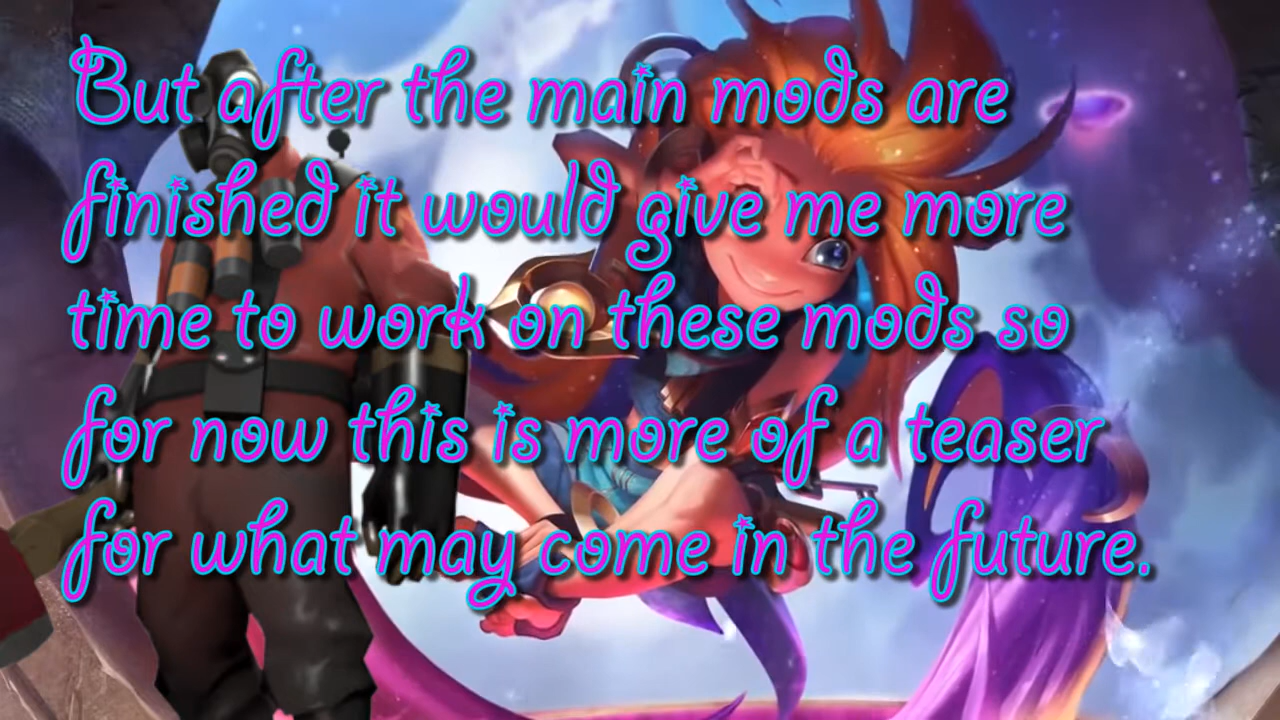 But after the main mods are
finished it would give me more
time to work on these mods so
for now this is more of a teaser
for what may come in the future.